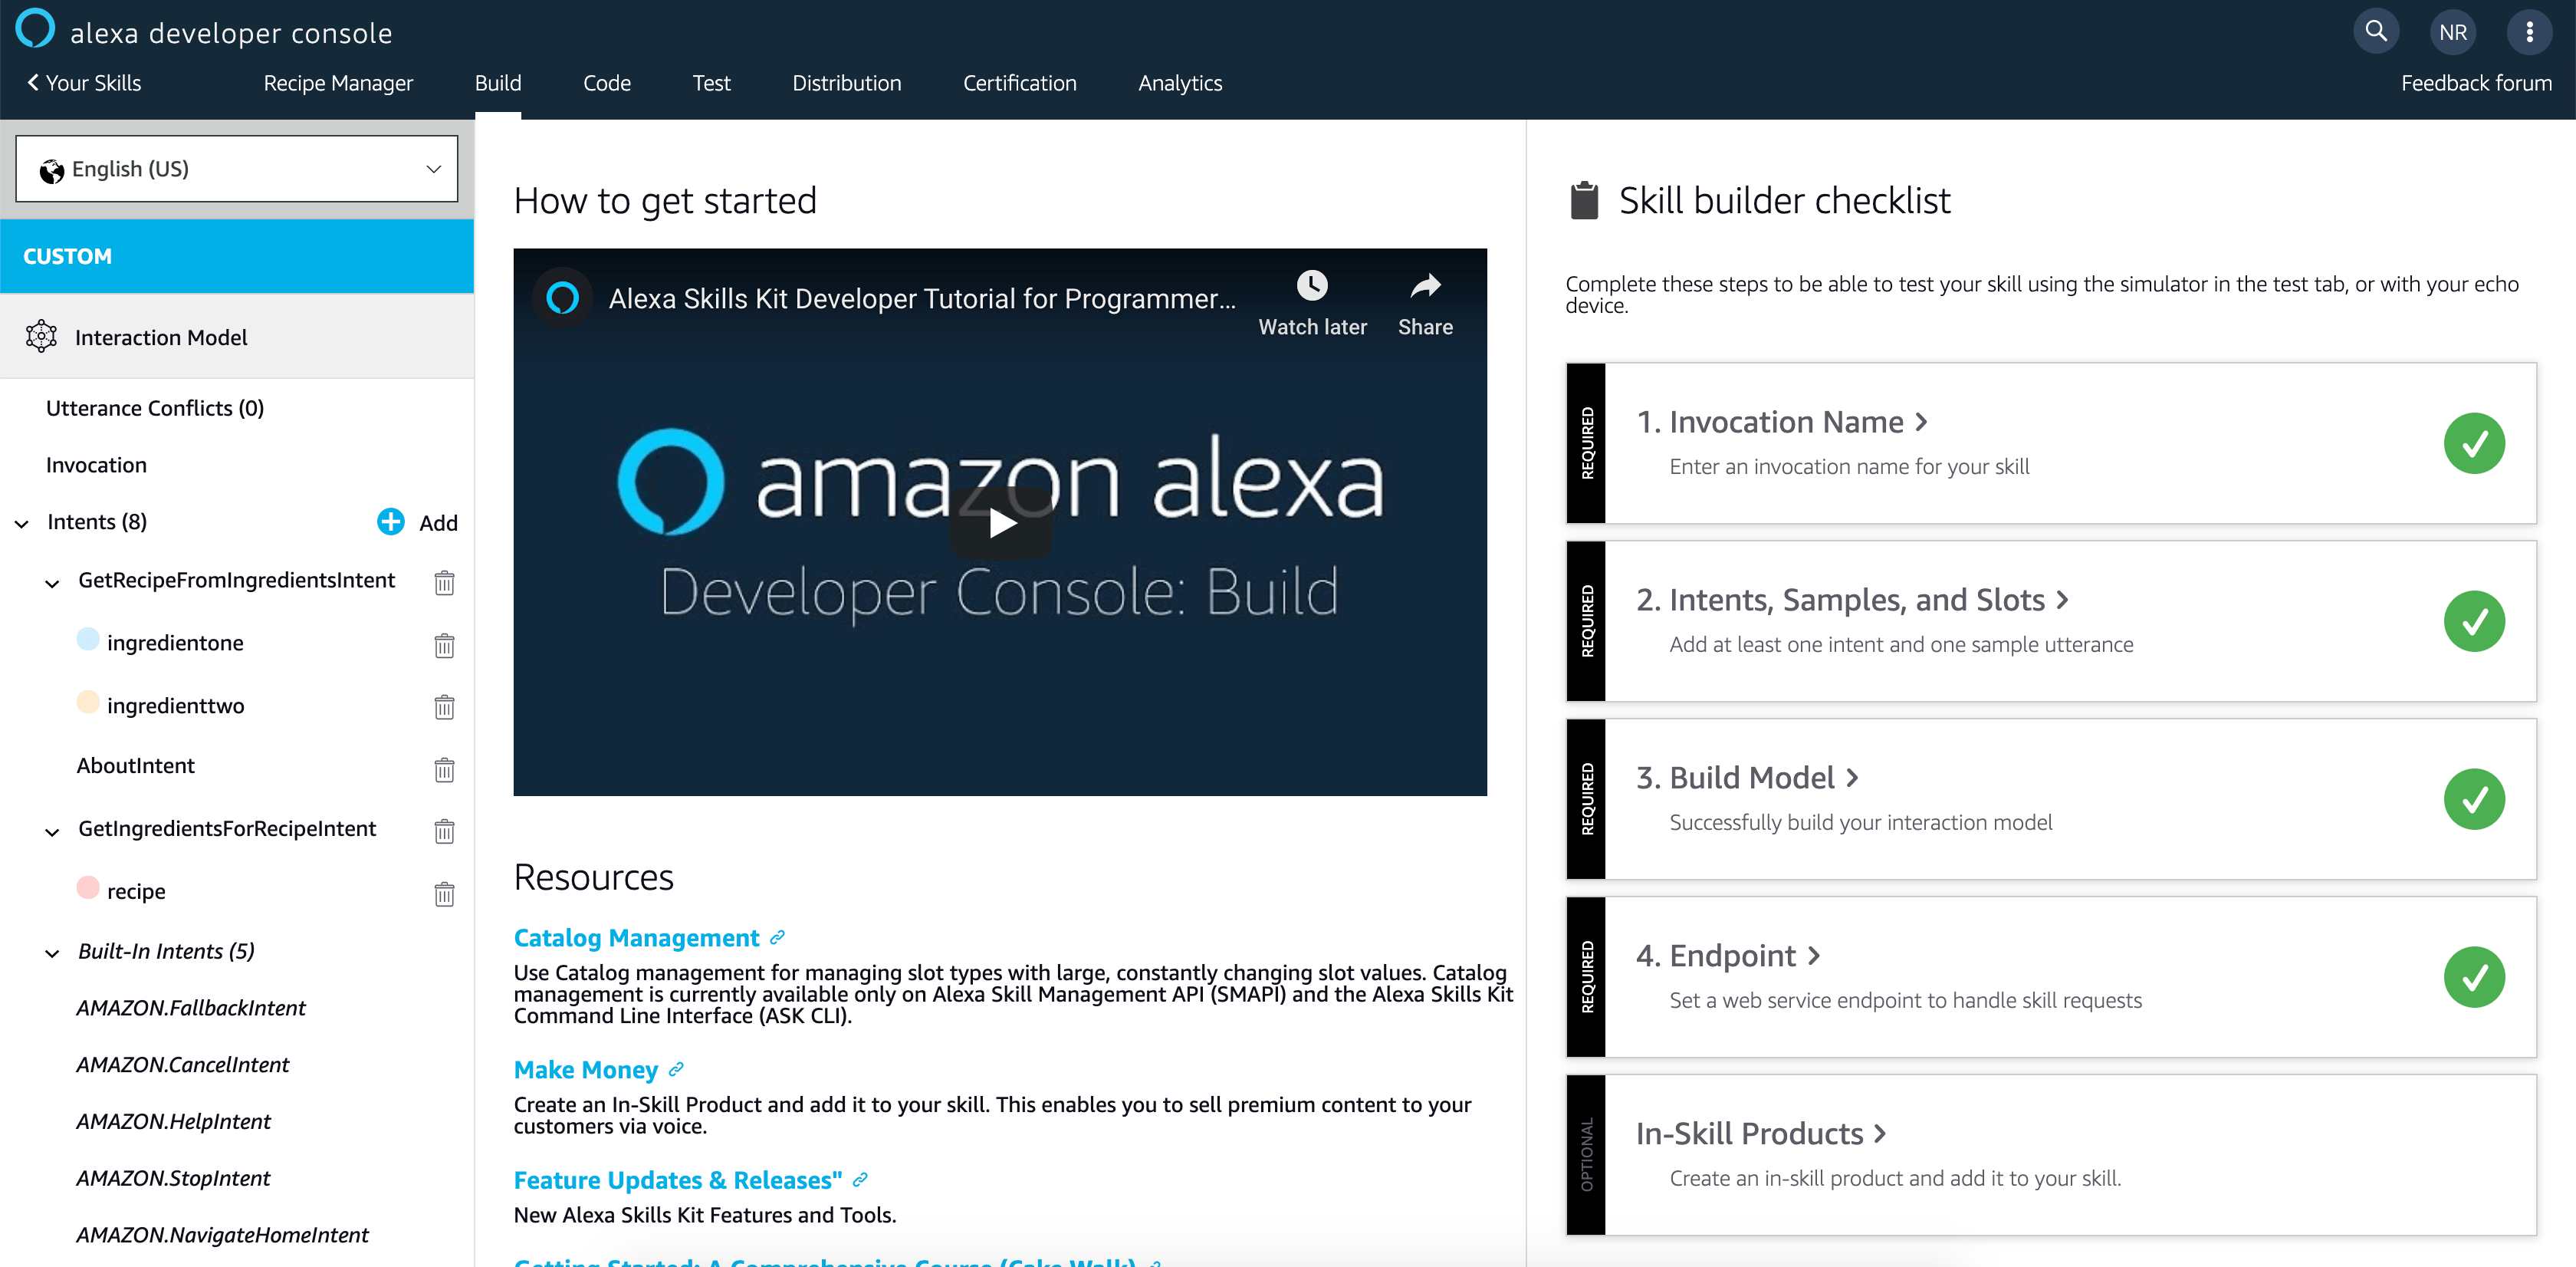 alexa developer console
NR
Your Skills
Recipe Manager
Build
Code
Test
Distribution
Certification
Analytics
Feedback forum
English (US)
CUSTOM
Interaction Model
Utterance Conflicts (0)
Invocation
Intents (8)
Add
GetRecipeFromIngredientsIntent
ingredientone
ingredienttwo
AboutIntent
GetIngredientsForRecipeIntent
recipe
Built-In Intents (5)
AMAZON.FallbackIntent
AMAZON.CancelIntent
AMAZON.HelpIntent
AMAZON.StopIntent
AMAZON.NavigateHomeIntent
How to get started
Alexa Skills Kit Developer Tutorial for Programmer...
Watch later
Share
amazon alexa
Developer Console: Build
Resources
Catalog Management
Use Catalog management for managing slot types with large, constantly changing slot values. Catalog
management is currently available only on Alexa Skill Management API (SMAPI) and the Alexa Skills Kit
Command Line Interface (ASK CLI).
Make Money
Create an In-Skill Product and add it to your skill. This enables you to sell premium content to your
customers via voice.
Feature Updates & Releases"
New Alexa Skills Kit Features and Tools.
Getting Started: A Comprehensive Course (Cake Walk)
Skill builder checklist
Complete these steps to be able to test your skill using the simulator in the test tab, or with your echo
device.
REQUIRED
1. Invocation Name
Enter an invocation name for your skill
REQUIRED
2. Intents, Samples, and Slots
Add at least one intent and one sample utterance
REQUIRED
3. Build Model
Successfully build your interaction model
REQUIRED
4. Endpoint
Set a web service endpoint to handle skill requests
OPTIONAL
In-Skill Products
Create an in-skill product and add it to your skill.